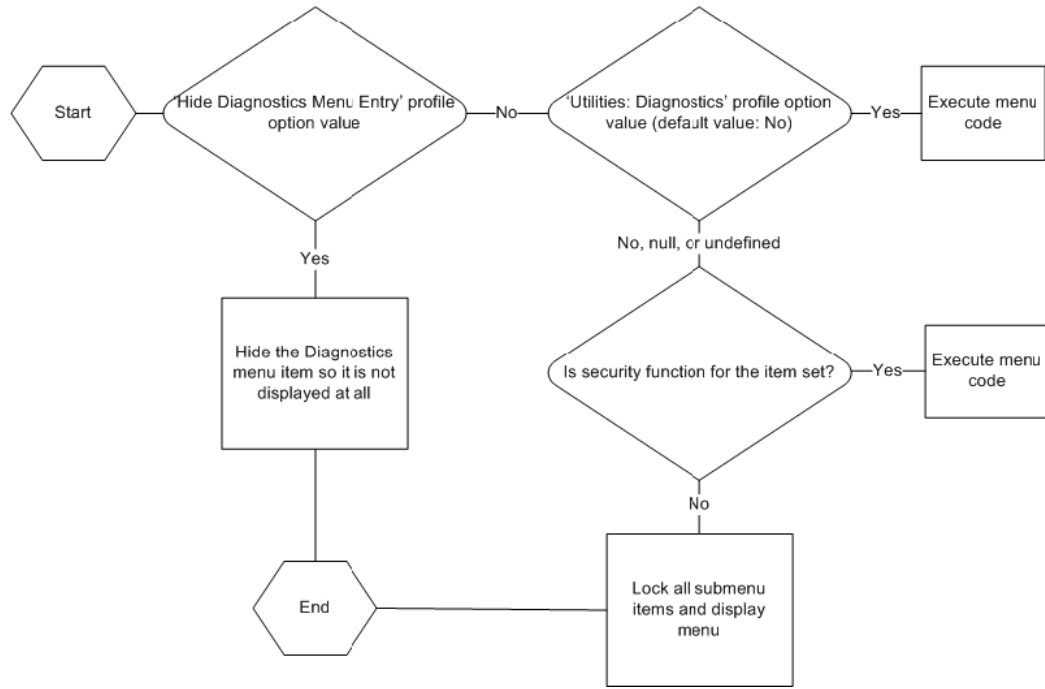 Start
'Hide Diagnostics Menu Entry' profile
option value
No
'Utilities: Diagnostics' profile option
value (default value: No)
Yes
Execute menu
code
Yes
No, null, or undefined
Hide the Diagnostics
menu item so it is not
displayed at all
Is security function for the item set?
Yes
Execute menu
code
No
End
Lock all submenu
items and display
menu